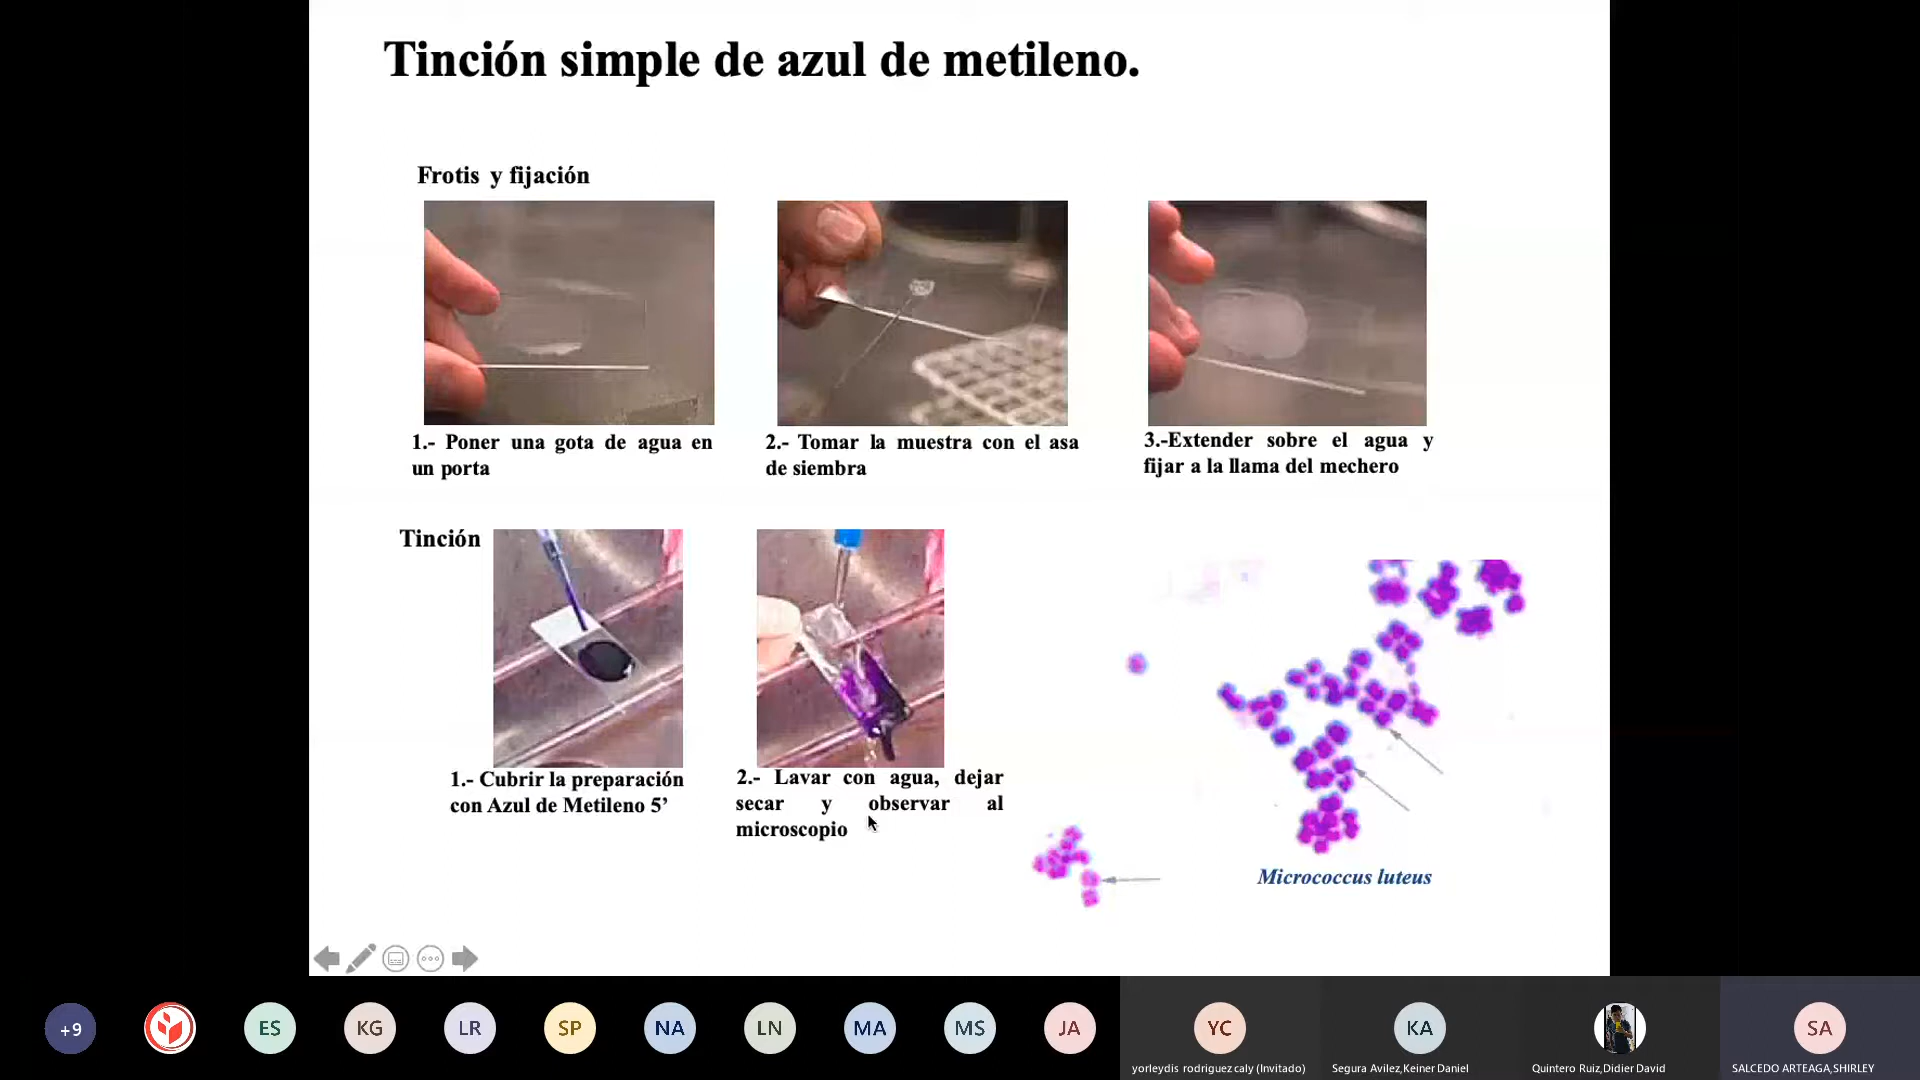 Tinción simple de azul de metileno.
Frotis y fijación
1.- Poner una gota de agua en
un porta
2.- Tomar la muestra con el asa
de siembra
3.-Extender sobre el agua y
fijar a la llama del mechero
Tinción
1.- Cubrir la preparación
con Azul de Metileno 5’
2.- Lavar con agua, dejar
secar y observar al
microscopio
Micrococcus luteus
+9
ES
KG
LR
SP
NA
LN
MA
MS
JA
YC
KA
SA
yorleydis rodriguez caly (Invitado)
Segura Avilez,Keiner Daniel
Quintero Ruiz,Didier David
SALCEDO ARTEAGA,SHIRLEY